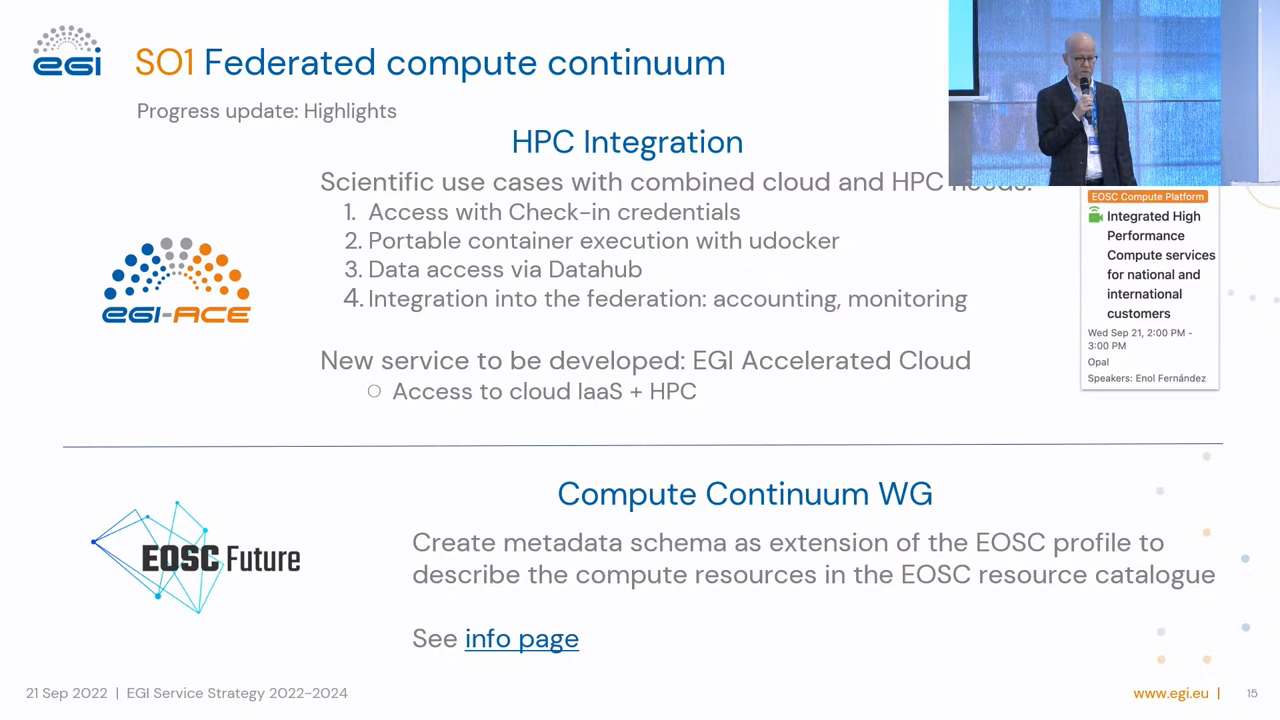 egi
SO1 Federated compute continuum
Progress update: Highlights
HPC Integration
Scientific use cases with combined cloud and HPC needs:
1. Access with Check-in credentials
2. Portable container execution with udocker
3. Data access via Datahub
4. Integration into the federation: accounting, monitoring
EGI-ACE
New service to be developed: EGI Accelerated Cloud
Access to cloud IaaS + HPC
EOSC Compute Platform
Integrated High
Performance
Compute services
for national and
international
customers
Wed Sep 21, 2:00 PM -
3:00 PM
Opal
Speakers: Enol Fernández
Compute Continuum WG
EOSC Future
Create metadata schema as extension of the EOSC profile to
describe the compute resources in the EOSC resource catalogue
See info page
21 Sep 2022 | EGI Service Strategy 2022-2024
www.egi.eu |
15